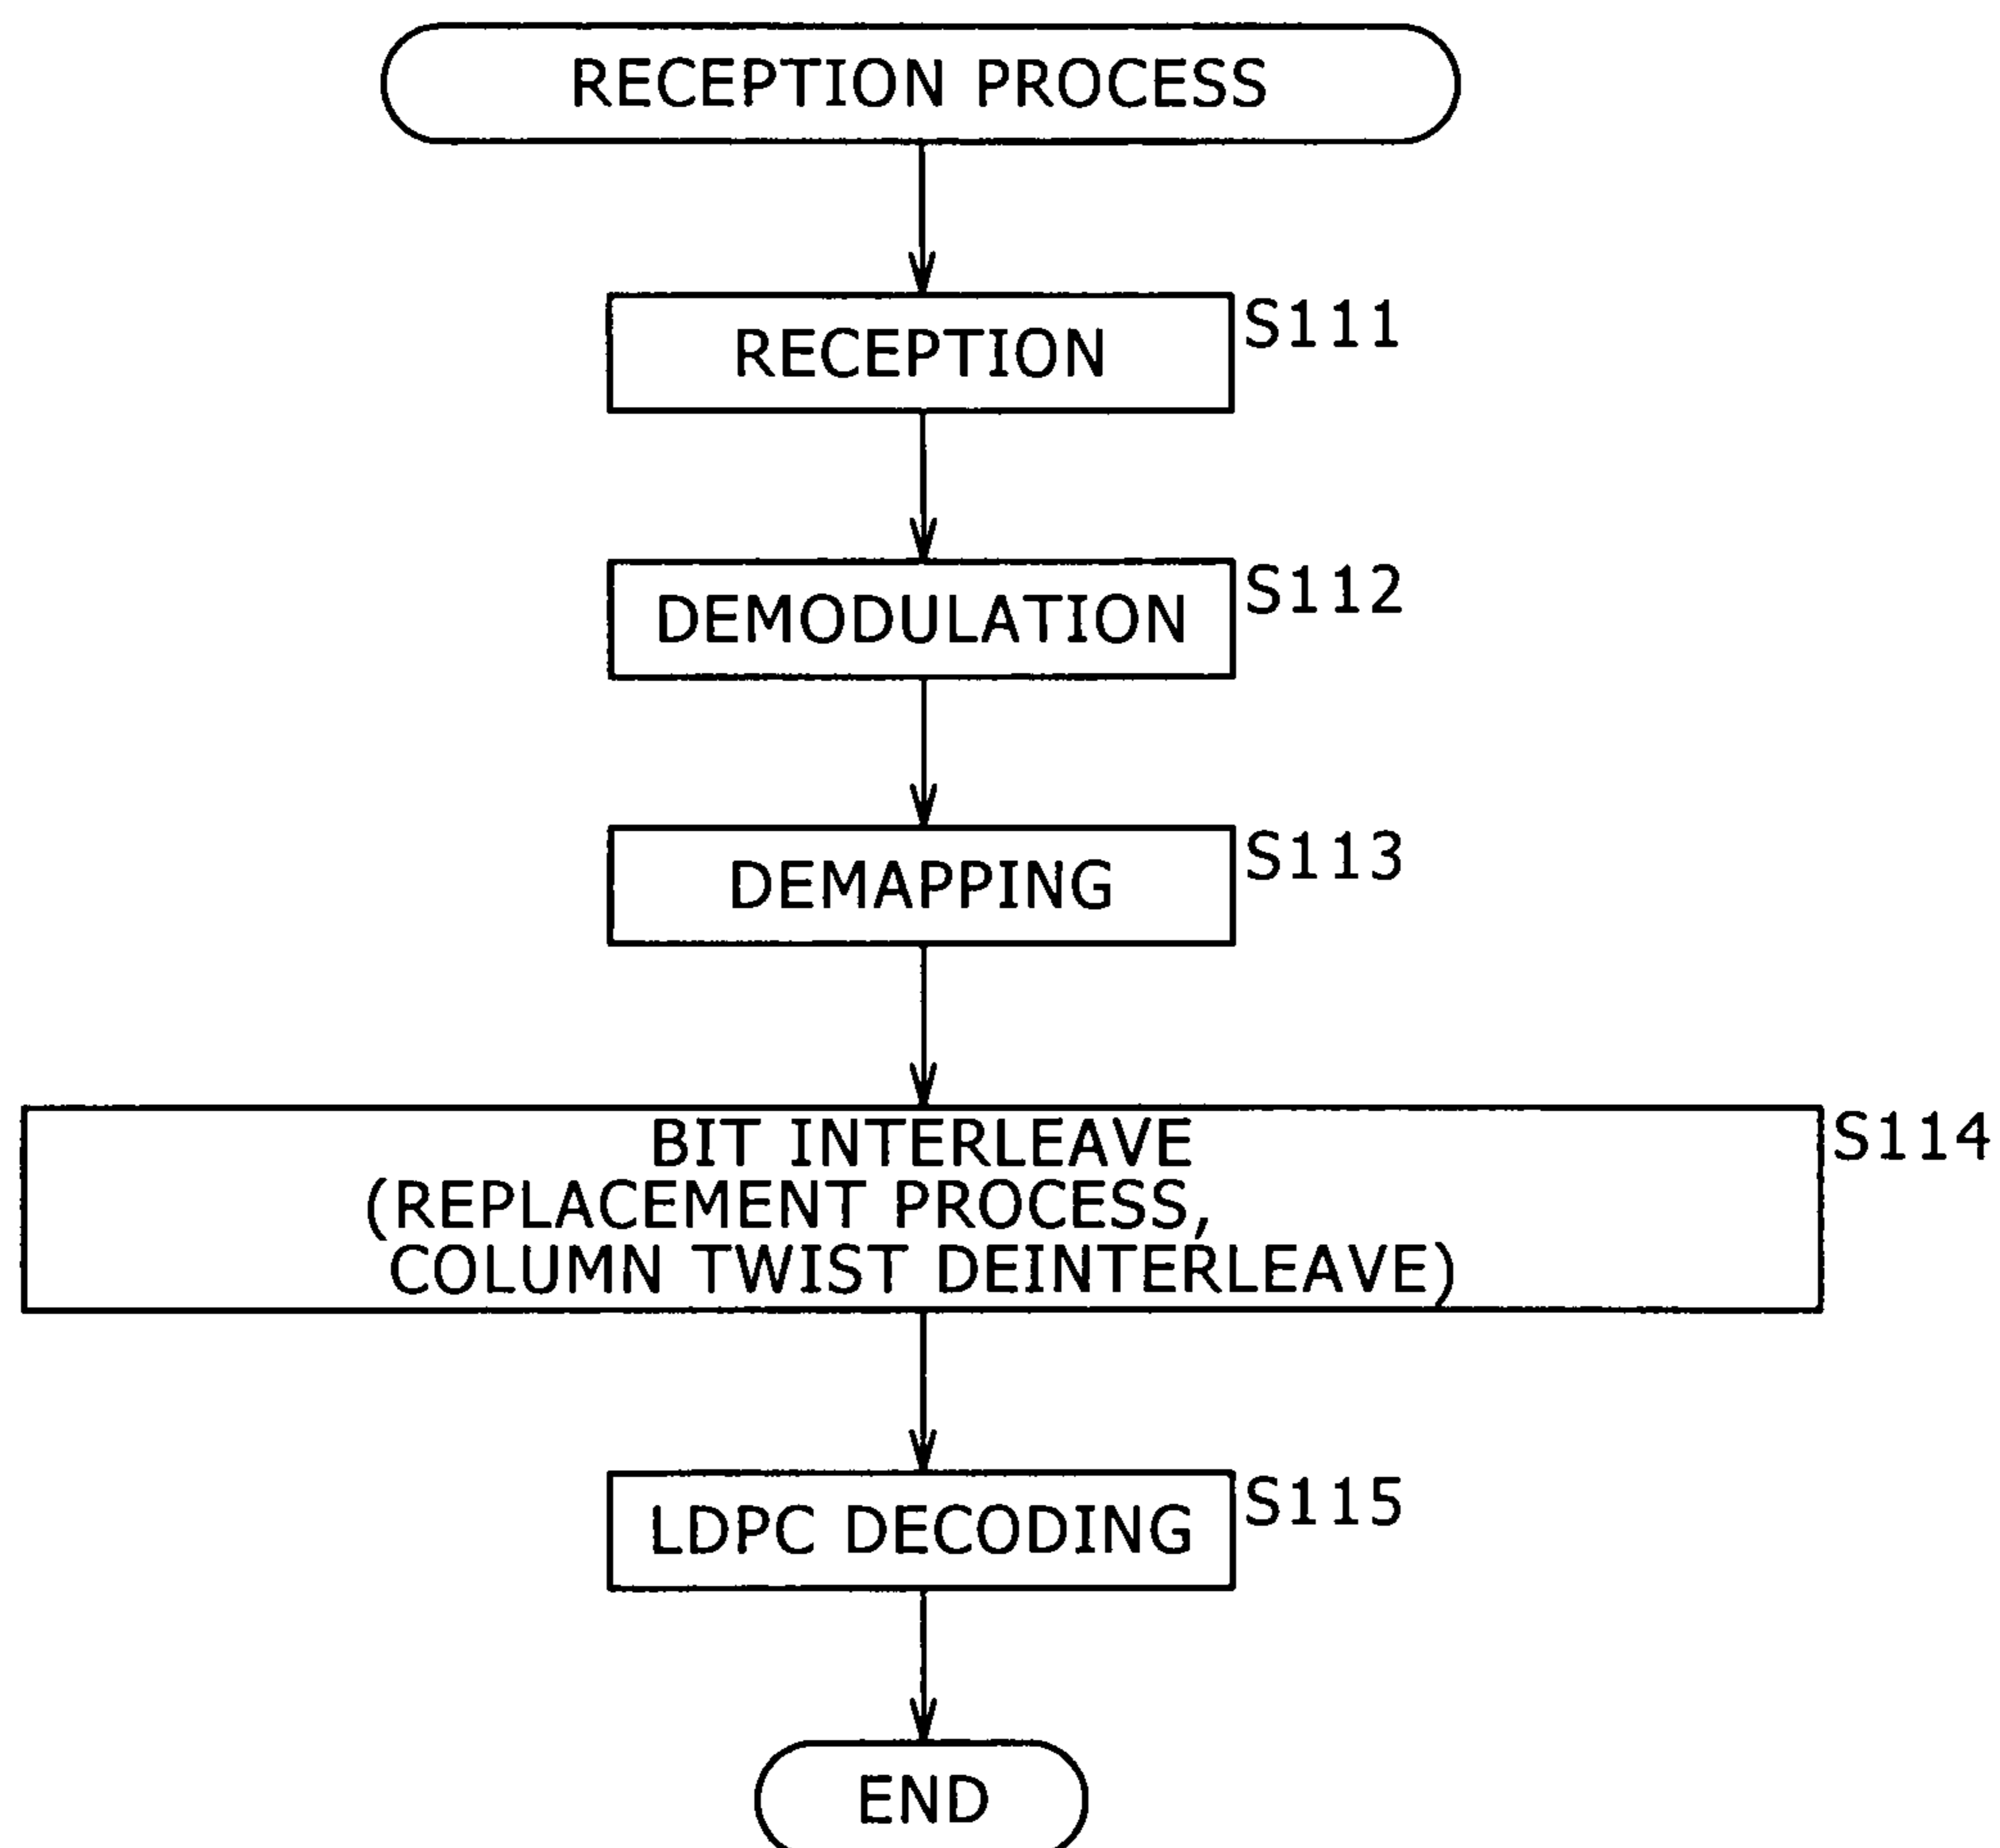 RECEPTION PROCESS
RECEPTION
S111
DEMODULATION
S112
DEMAPPING
S113
BIT INTERLEAVE
S114
(REPLACEMENT PROCESS,
COLUMN TWIST DEINTERLEAVE)
LDPC DECODING
S115
END